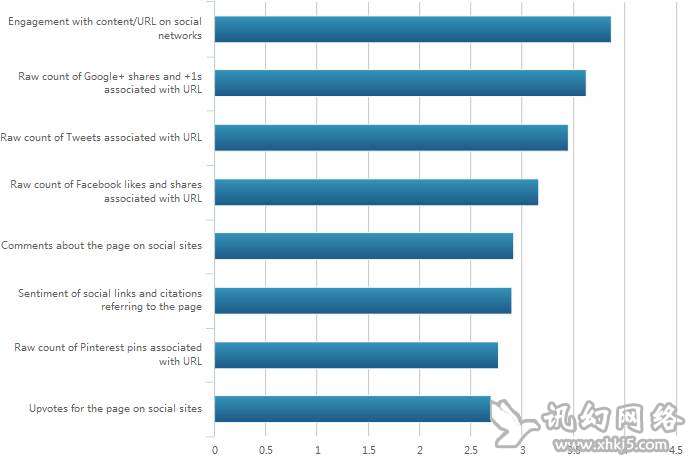 Engagement with content/URL on social
networks
Raw count of Google+ shares and +1s
associated with URL
Raw count of Tweets associated with URL
Raw count of Facebook likes and shares
associated with URL
Comments about the page on social sites
Sentiment of social links and citations
referring to the page
Raw count of Pinterest pins associated
with URL
Upvotes for the page on social sites
讯幻网络
www.xhkj5.com
0 0.5 1 1.5 2 2.5 3 3.5 4 4.5